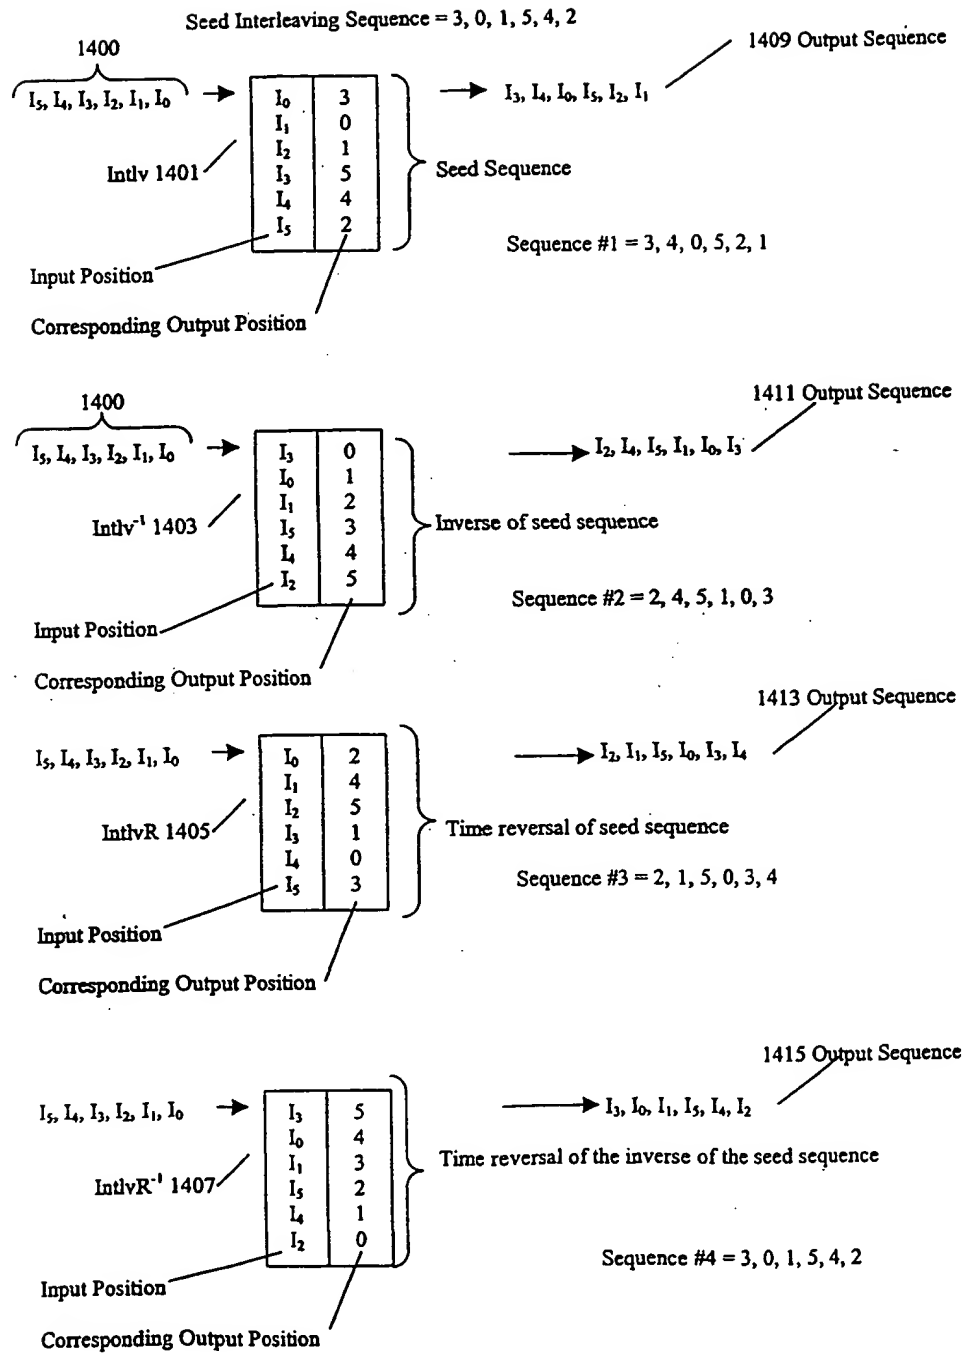 Seed Interleaving Sequence = 3, 0, 1, 5, 4, 2
1400
1409 Output Sequence
I₅, I₄, I₃, I₂, I₁, I₀
I₃, I₄, I₀, I₅, I₂, I₁
I₀ 3
I₁ 0
I₂ 1
I₃ 5
I₄ 4
I₅ 2
Intlv 1401
Seed Sequence
Sequence #1 = 3, 4, 0, 5, 2, 1
Input Position
Corresponding Output Position
1400
1411 Output Sequence
I₅, I₄, I₃, I₂, I₁, I₀
I₂, I₄, I₅, I₁, I₀, I₃
I₃ 0
I₀ 1
I₁ 2
I₅ 3
I₄ 4
I₂ 5
Intlv⁻¹ 1403
Inverse of seed sequence
Sequence #2 = 2, 4, 5, 1, 0, 3
Input Position
Corresponding Output Position
1413 Output Sequence
I₅, I₄, I₃, I₂, I₁, I₀
I₂, I₁, I₅, I₀, I₃, I₄
I₀ 2
I₁ 4
I₂ 5
I₃ 1
I₄ 0
I₅ 3
IntlvR 1405
Time reversal of seed sequence
Sequence #3 = 2, 1, 5, 0, 3, 4
Input Position
Corresponding Output Position
1415 Output Sequence
I₅, I₄, I₃, I₂, I₁, I₀
I₃, I₀, I₁, I₅, I₄, I₂
I₃ 5
I₀ 4
I₁ 3
I₅ 2
I₄ 1
I₂ 0
IntlvR⁻¹ 1407
Time reversal of the inverse of the seed sequence
Sequence #4 = 3, 0, 1, 5, 4, 2
Input Position
Corresponding Output Position